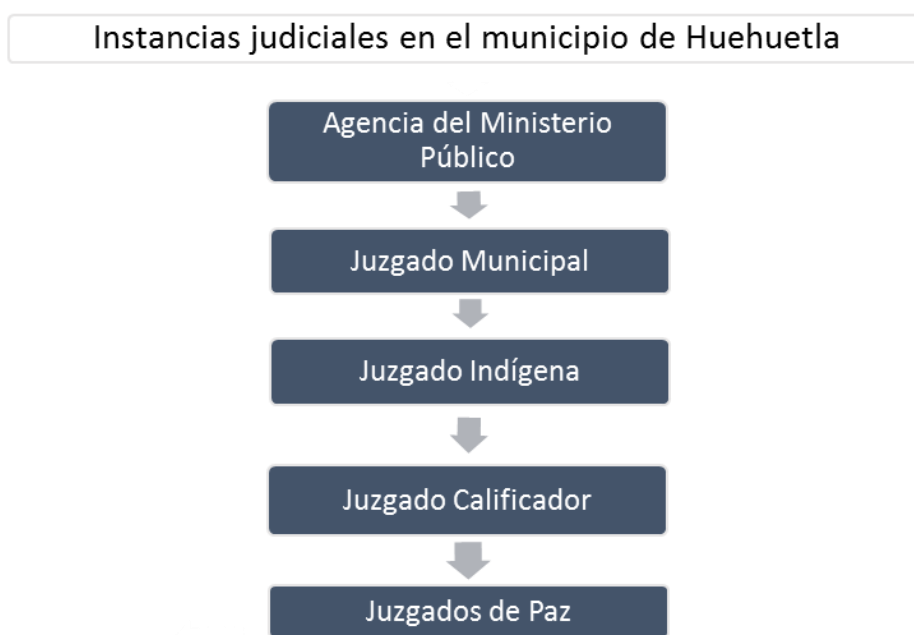 Instancias judiciales en el municipio de Huehuetla
Agencia del Ministerio
Público
Juzgado Municipal
Juzgado Indígena
Juzgado Calificador
Juzgados de Paz